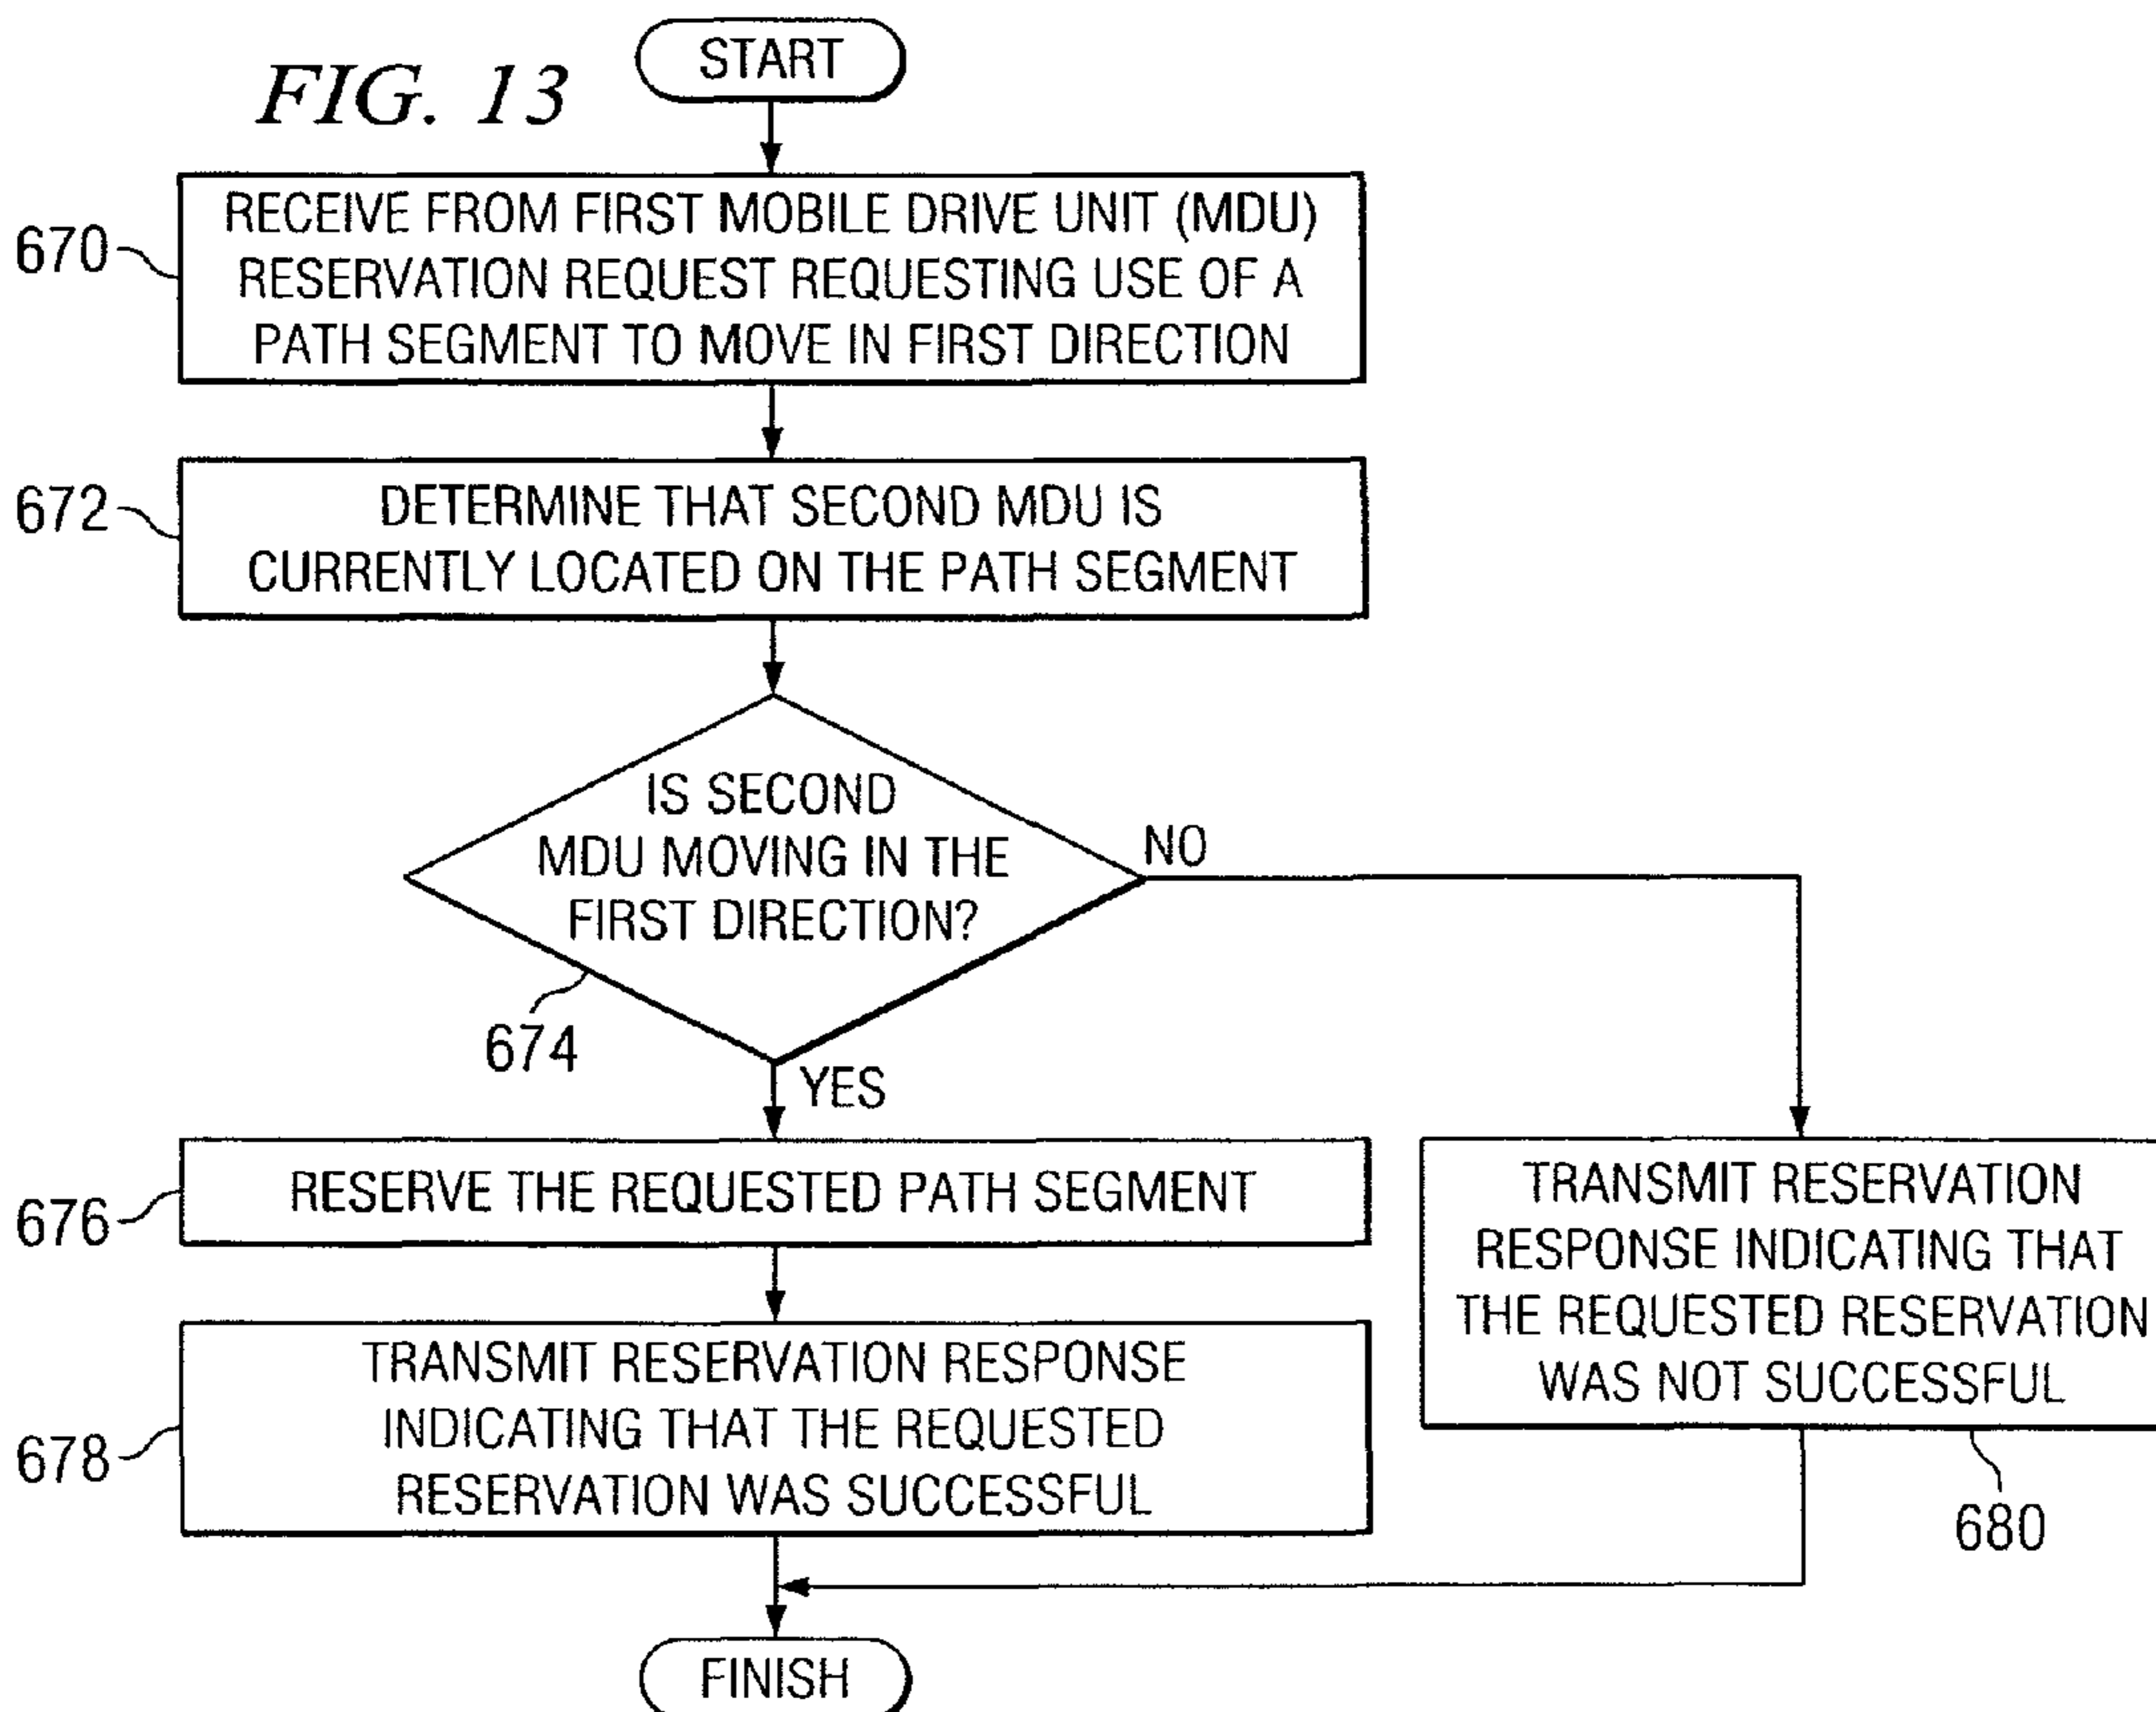 FIG. 13
START
670
RECEIVE FROM FIRST MOBILE DRIVE UNIT (MDU)
RESERVATION REQUEST REQUESTING USE OF A
PATH SEGMENT TO MOVE IN FIRST DIRECTION
672
DETERMINE THAT SECOND MDU IS
CURRENTLY LOCATED ON THE PATH SEGMENT
IS SECOND
MDU MOVING IN THE
FIRST DIRECTION?
NO
674
YES
676
RESERVE THE REQUESTED PATH SEGMENT
678
TRANSMIT RESERVATION RESPONSE
INDICATING THAT THE REQUESTED
RESERVATION WAS SUCCESSFUL
TRANSMIT RESERVATION
RESPONSE INDICATING THAT
THE REQUESTED RESERVATION
WAS NOT SUCCESSFUL
680
FINISH